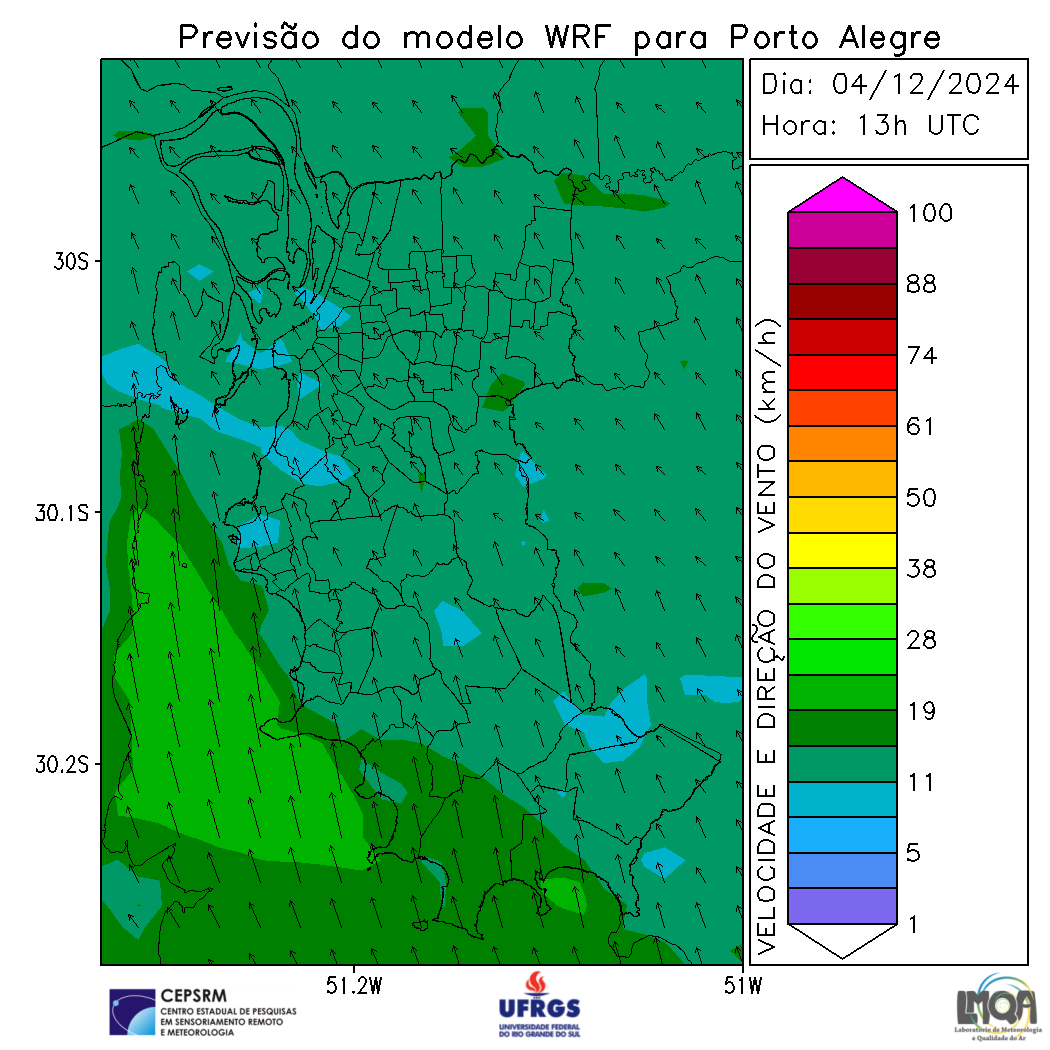 Previsão do modelo WRF para Porto Alegre
Dia: 04/12/2024
Hora: 13h UTC
30S
30.1S
30.2S
51.2W
51W
VELOCIDADE E DIREÇÃO DO VENTO (km/h)
100
88
74
61
50
38
28
19
11
5
1
CEPSRM
CENTRO ESTADUAL DE PESQUISAS
EM SENSORIAMENTO REMOTO
E METEOROLOGIA
UFRGS
UNIVERSIDADE FEDERAL
DO RIO GRANDE DO SUL
LMQA
Laboratório de Meteorologia
e Qualidade do Ar